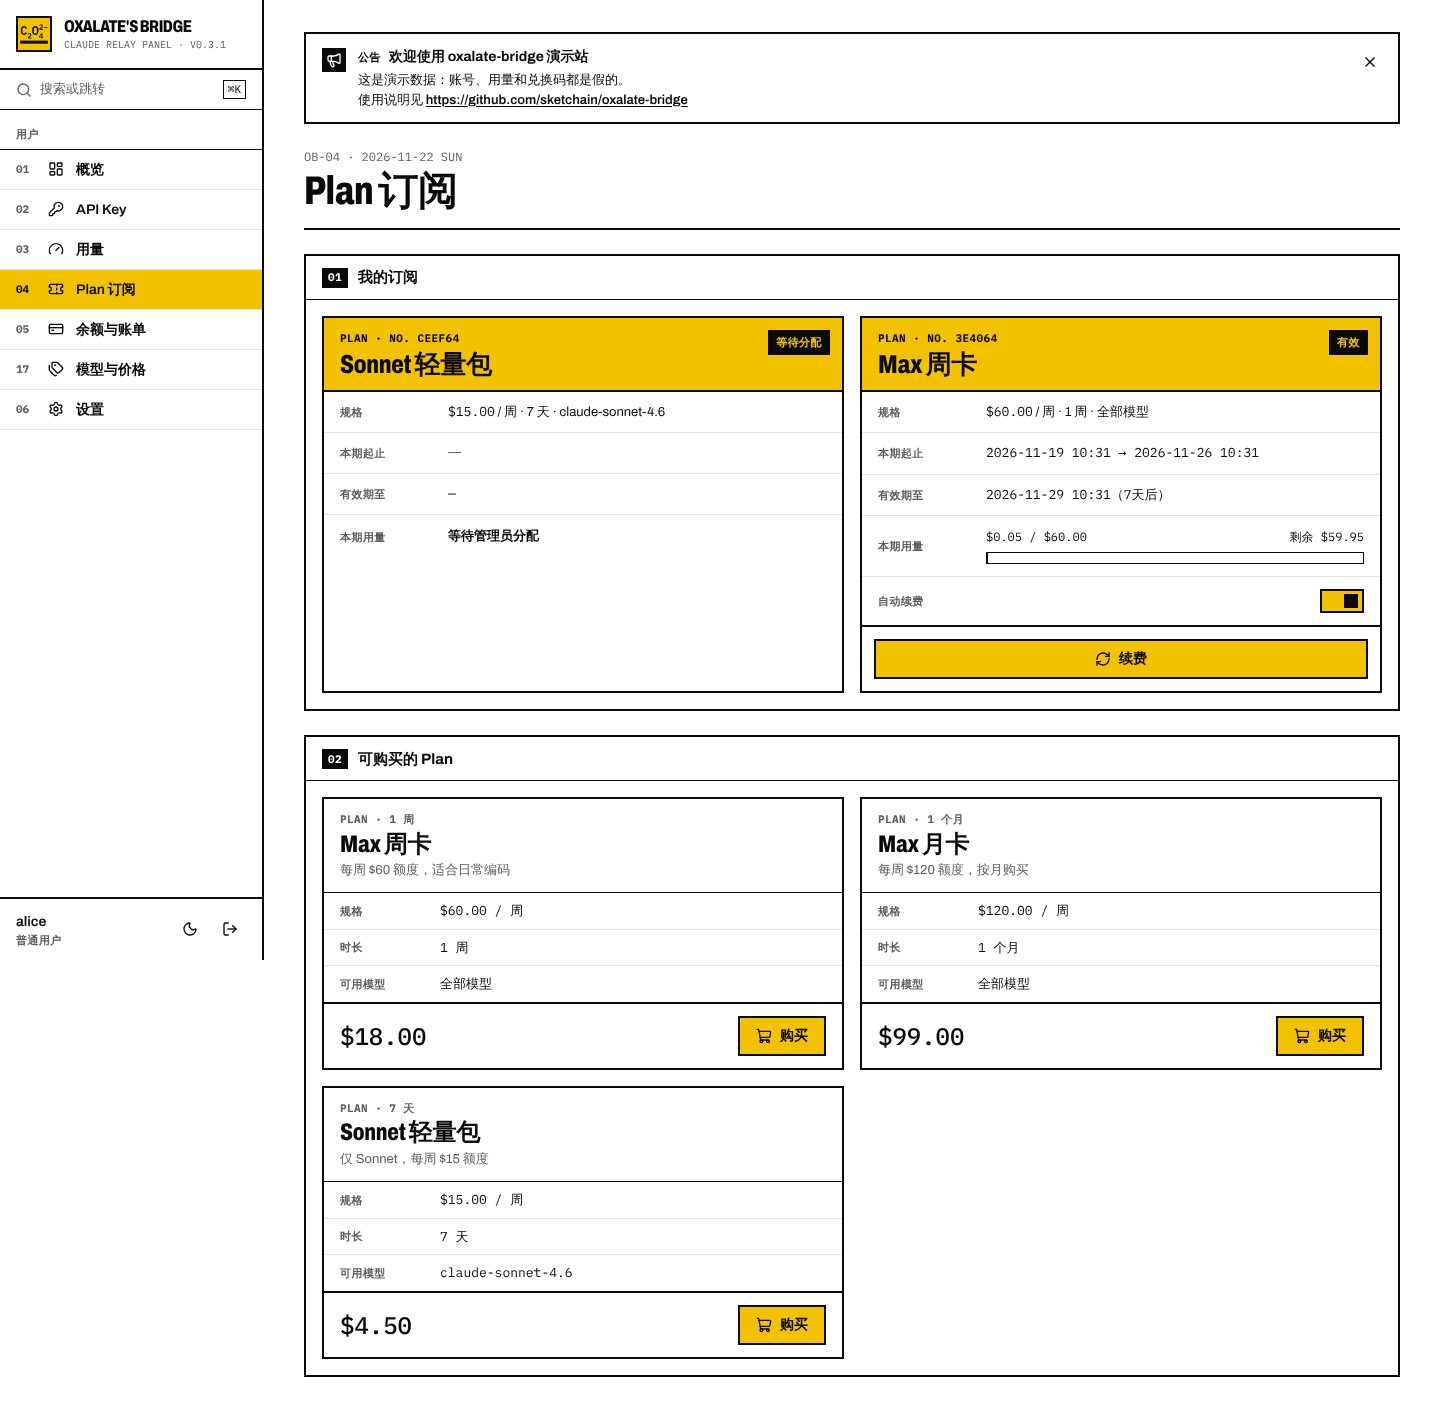 C₂O₄²⁻
OXALATE'S BRIDGE
CLAUDE RELAY PANEL · V0.3.1
搜索或跳转
⌘K
用户
01 概览
02 API Key
03 用量
04 Plan 订阅
05 余额与账单
17 模型与价格
06 设置
alice
普通用户
公告 欢迎使用 oxalate-bridge 演示站
这是演示数据：账号、用量和兑换码都是假的。
使用说明见 https://github.com/sketchain/oxalate-bridge
OB-04 · 2026-11-22 SUN
Plan 订阅
01 我的订阅
PLAN · NO. CEEF64
等待分配
Sonnet 轻量包
规格 $15.00 / 周 · 7 天 · claude-sonnet-4.6
本期起止 —
有效期至 —
本期用量 等待管理员分配
PLAN · NO. 3E4064
有效
Max 周卡
规格 $60.00 / 周 · 1 周 · 全部模型
本期起止 2026-11-19 10:31 → 2026-11-26 10:31
有效期至 2026-11-29 10:31（7天后）
本期用量 $0.05 / $60.00 剩余 $59.95
自动续费
续费
02 可购买的 Plan
PLAN · 1 周
Max 周卡
每周 $60 额度，适合日常编码
规格 $60.00 / 周
时长 1 周
可用模型 全部模型
$18.00 购买
PLAN · 1 个月
Max 月卡
每周 $120 额度，按月购买
规格 $120.00 / 周
时长 1 个月
可用模型 全部模型
$99.00 购买
PLAN · 7 天
Sonnet 轻量包
仅 Sonnet，每周 $15 额度
规格 $15.00 / 周
时长 7 天
可用模型 claude-sonnet-4.6
$4.50 购买